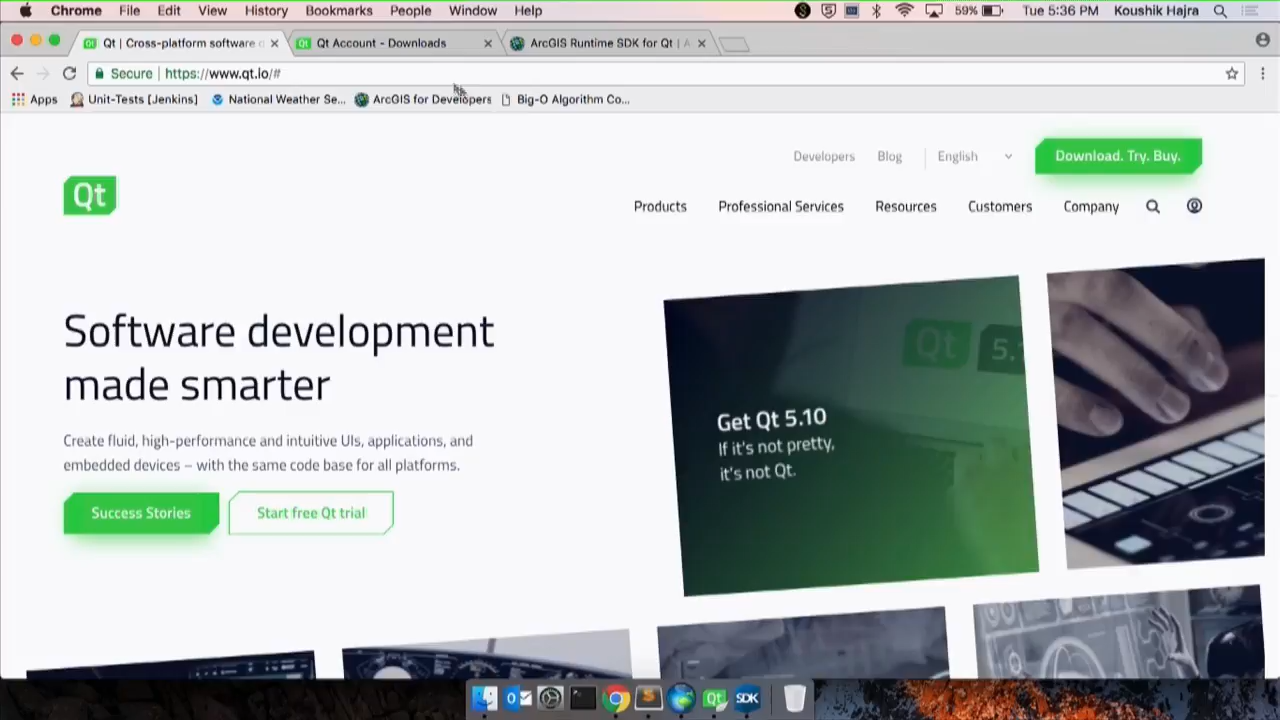 Chrome File Edit View History Bookmarks People Window Help 59% Tue 5:36 PM Koushik Hajra
Qt | Cross-platform software
Qt Account - Downloads
ArcGIS Runtime SDK for Qt | A
Secure | https://www.qt.io/#
Apps Unit-Tests [Jenkins] National Weather Se... ArcGIS for Developers Big-O Algorithm Co...
Developers Blog English Download. Try. Buy.
Qt
Products Professional Services Resources Customers Company
Qt 5.1
Software development
made smarter
Get Qt 5.10
If it's not pretty,
it's not Qt.
Create fluid, high-performance and intuitive UIs, applications, and
embedded devices – with the same code base for all platforms.
Success Stories Start free Qt trial
Qt SDK